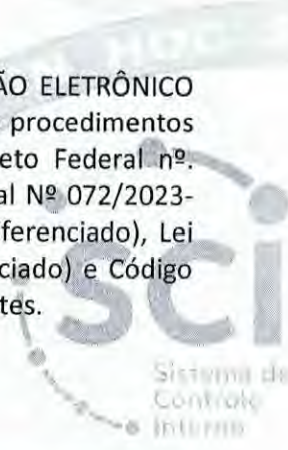 ÃO ELETRÔNICO
procedimentos
eto Federal nº.
al Nº 072/2023-
ferenciado), Lei
ciado) e Código
tes.
sci
Sistema de
Controle
Interno